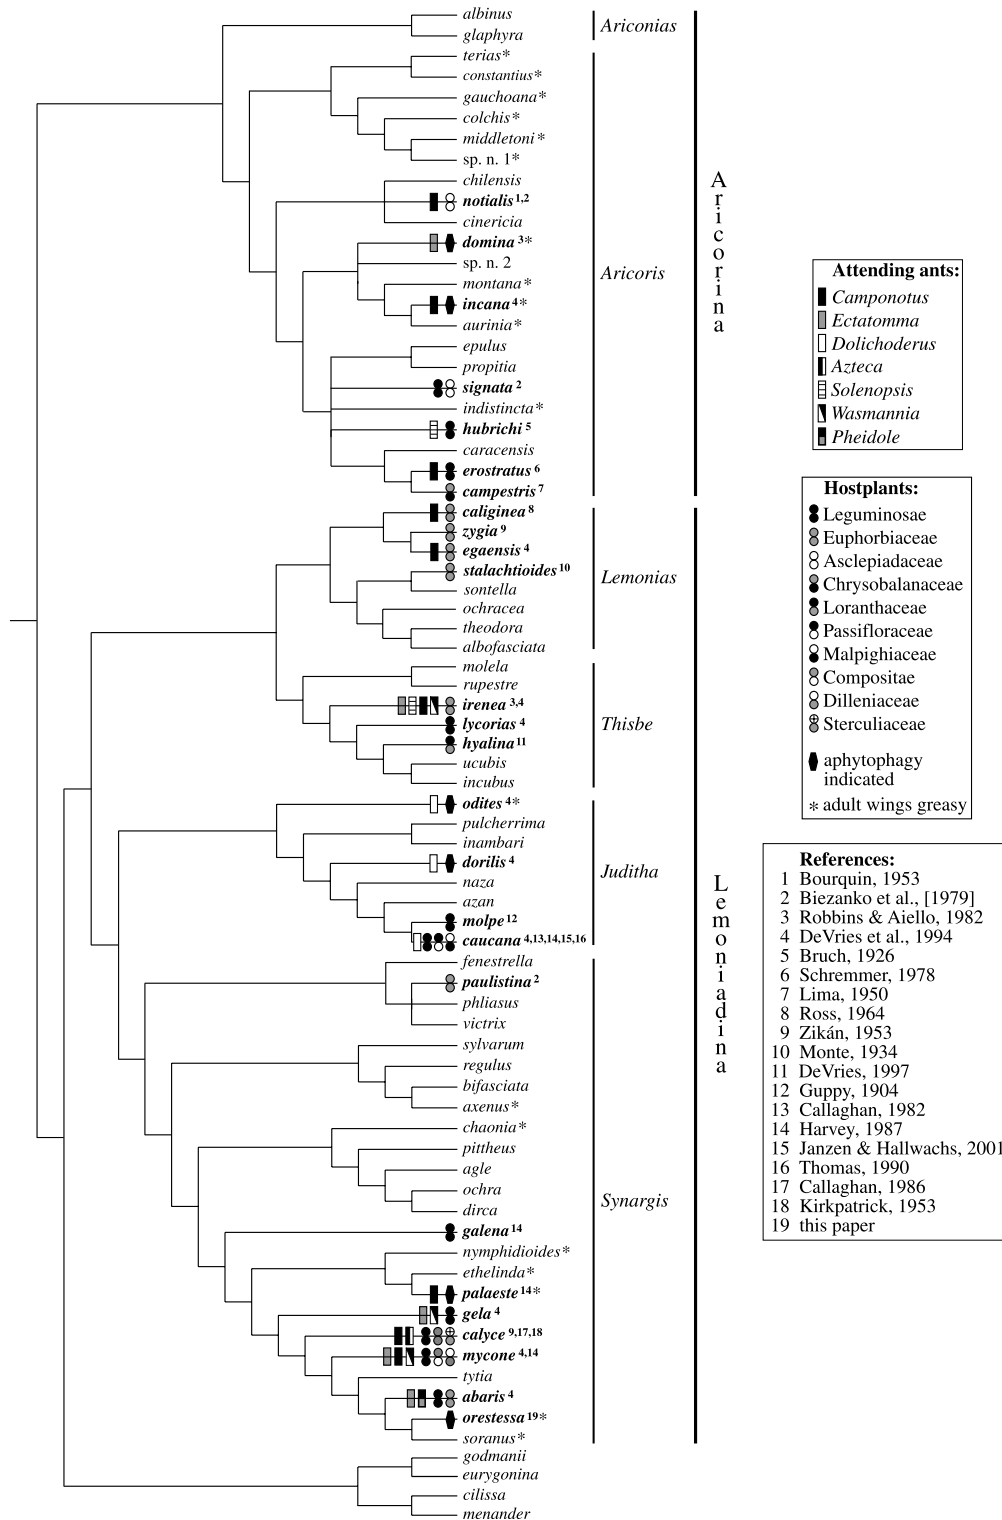 albinus
glaphyra
Ariconias
terias*
constantius*
gauchoana*
colchis*
middletoni*
sp. n. 1*
chilensis
notialis 1,2
cinericia
domina 3*
sp. n. 2
montana*
incana 4*
aurinia*
epulus
propitia
signata 2
indistincta*
hubrichi 5
caracensis
erostratus 6
campestris 7
Aricoris
Aricorina
caliginea 8
zygia 9
egaensis 4
stalachtioides 10
sontella
ochracea
theodora
albofasciata
Lemonias
molela
rupestre
irenea 3,4
lycorias 4
hyalina 11
ucubis
incubus
Thisbe
odites 4*
pulcherrima
inambari
dorilis 4
naza
azan
molpe 12
caucana 4,13,14,15,16
Juditha
fenestrella
paulistina 2
phliasus
victrix
sylvarum
regulus
bifasciata
axenus*
chaonia*
pittheus
agle
ochra
dirca
galena 14
nymphidioides*
ethelinda*
palaeste 14*
gela 4
calyce 9,17,18
mycone 4,14
tytia
abaris 4
orestessa 19*
soranus*
Synargis
Lemoniadina
godmanii
eurygonina
cilissa
menander
Attending ants:
Camponotus
Ectatomma
Dolichoderus
Azteca
Solenopsis
Wasmannia
Pheidole
Hostplants:
Leguminosae
Euphorbiaceae
Asclepiadaceae
Chrysobalanaceae
Loranthaceae
Passifloraceae
Malpighiaceae
Compositae
Dilleniaceae
Sterculiaceae
aphytophagy
indicated
* adult wings greasy
References:
1 Bourquin, 1953
2 Biezanko et al., [1979]
3 Robbins & Aiello, 1982
4 DeVries et al., 1994
5 Bruch, 1926
6 Schremmer, 1978
7 Lima, 1950
8 Ross, 1964
9 Zikán, 1953
10 Monte, 1934
11 DeVries, 1997
12 Guppy, 1904
13 Callaghan, 1982
14 Harvey, 1987
15 Janzen & Hallwachs, 2001
16 Thomas, 1990
17 Callaghan, 1986
18 Kirkpatrick, 1953
19 this paper